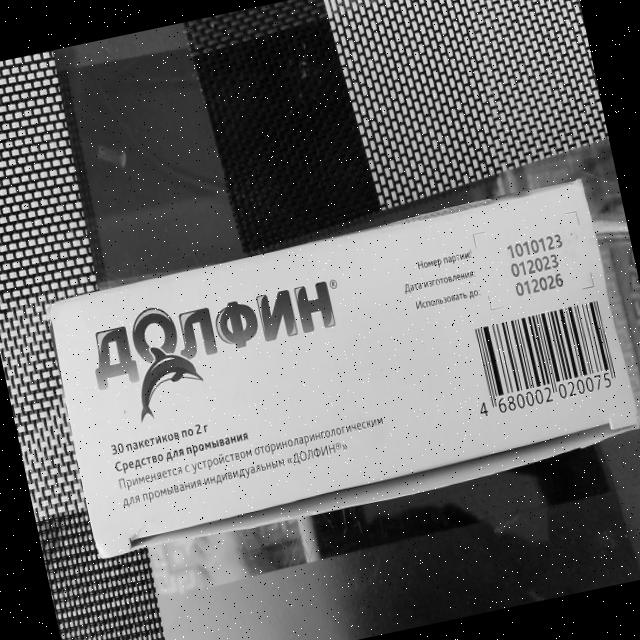 ДОЛФИН®
30 пакетиков по 2 г
Средство для промывания
Применяется с устройством оториноларингологическим
для промывания индивидуальным «ДОЛФИН®»
Номер партии: 1010123
Дата изготовления: 012023
Использовать до: 012026
4 680002 020075